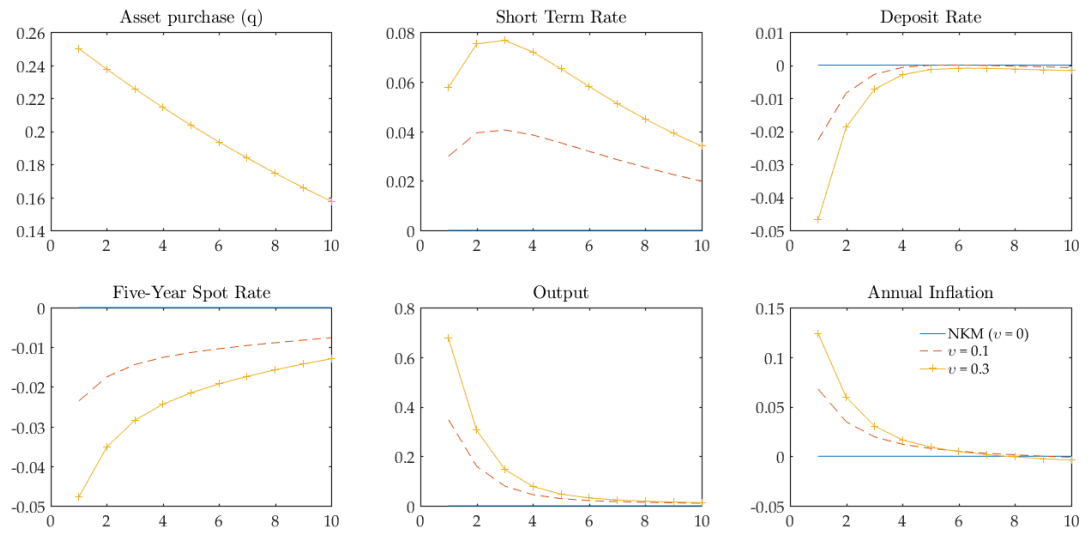 Asset purchase (q)
0.26
0.24
0.22
0.2
0.18
0.16
0.14
0 2 4 6 8 10
Short Term Rate
0.08
0.06
0.04
0.02
0
0 2 4 6 8 10
Deposit Rate
0.01
0
-0.01
-0.02
-0.03
-0.04
-0.05
0 2 4 6 8 10
Five-Year Spot Rate
0
-0.01
-0.02
-0.03
-0.04
-0.05
0 2 4 6 8 10
Output
0.8
0.6
0.4
0.2
0
0 2 4 6 8 10
Annual Inflation
0.15
0.1
0.05
0
-0.05
NKM (υ = 0)
υ = 0.1
υ = 0.3
0 2 4 6 8 10